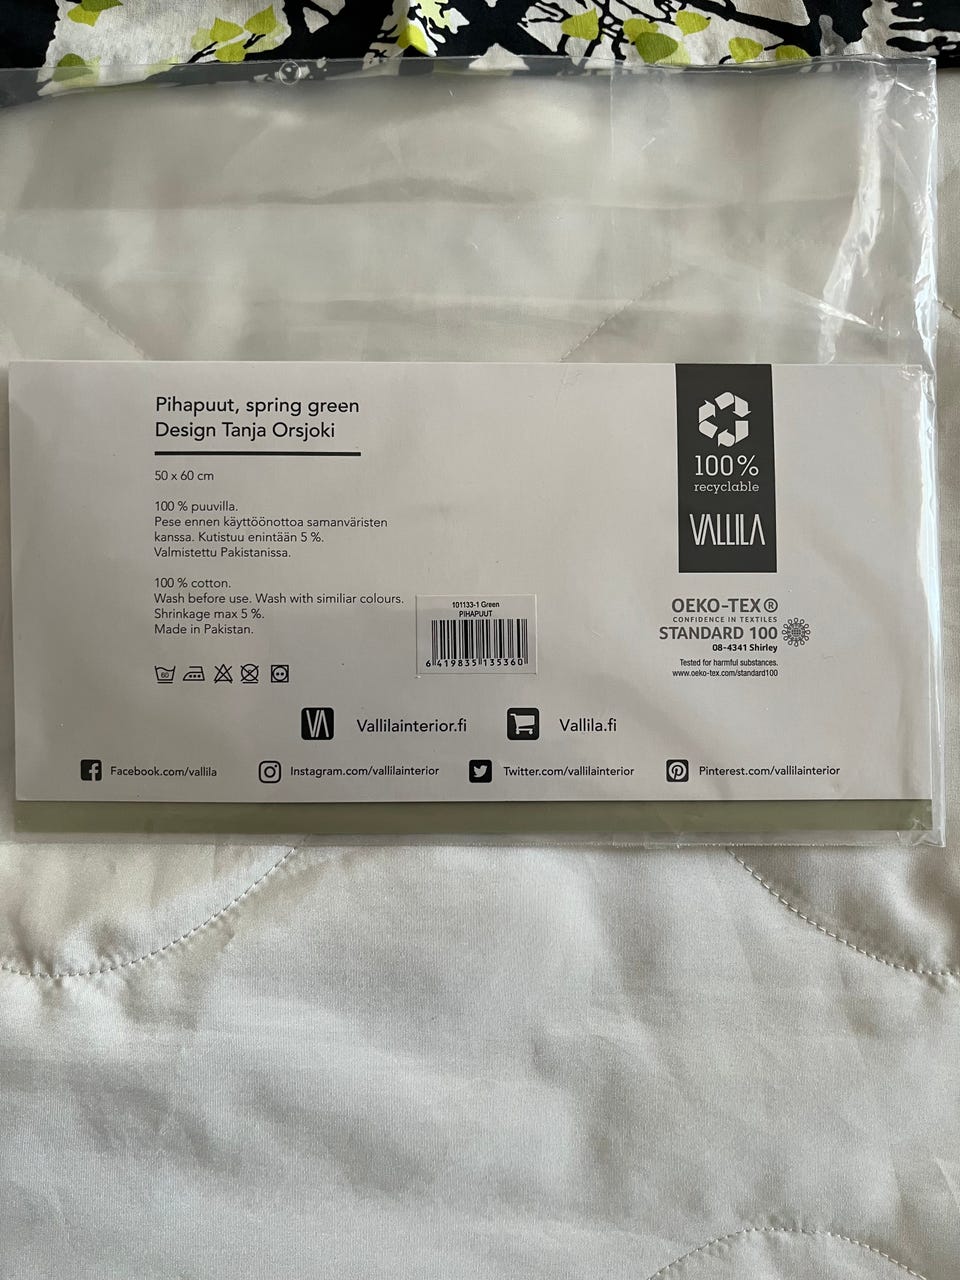 Pihapuut, spring green
Design Tanja Orsjoki
50 x 60 cm
100 % puuvilla.
Pese ennen käyttöönottoa samanväristen
kanssa. Kutistuu enintään 5 %.
Valmistettu Pakistanissa.
100 % cotton.
Wash before use. Wash with similiar colours.
Shrinkage max 5 %.
Made in Pakistan.
60
101133-1 Green
PIHAPUUT
6 419835 135360
100 %
recyclable
VALLILA
OEKO-TEX ®
CONFIDENCE IN TEXTILES
STANDARD 100
08-4341 Shirley
Tested for harmful substances.
www.oeko-tex.com/standard100
VA Vallilainterior.fi Vallila.fi
Facebook.com/vallila Instagram.com/vallilainterior Twitter.com/vallilainterior Pinterest.com/vallilainterior